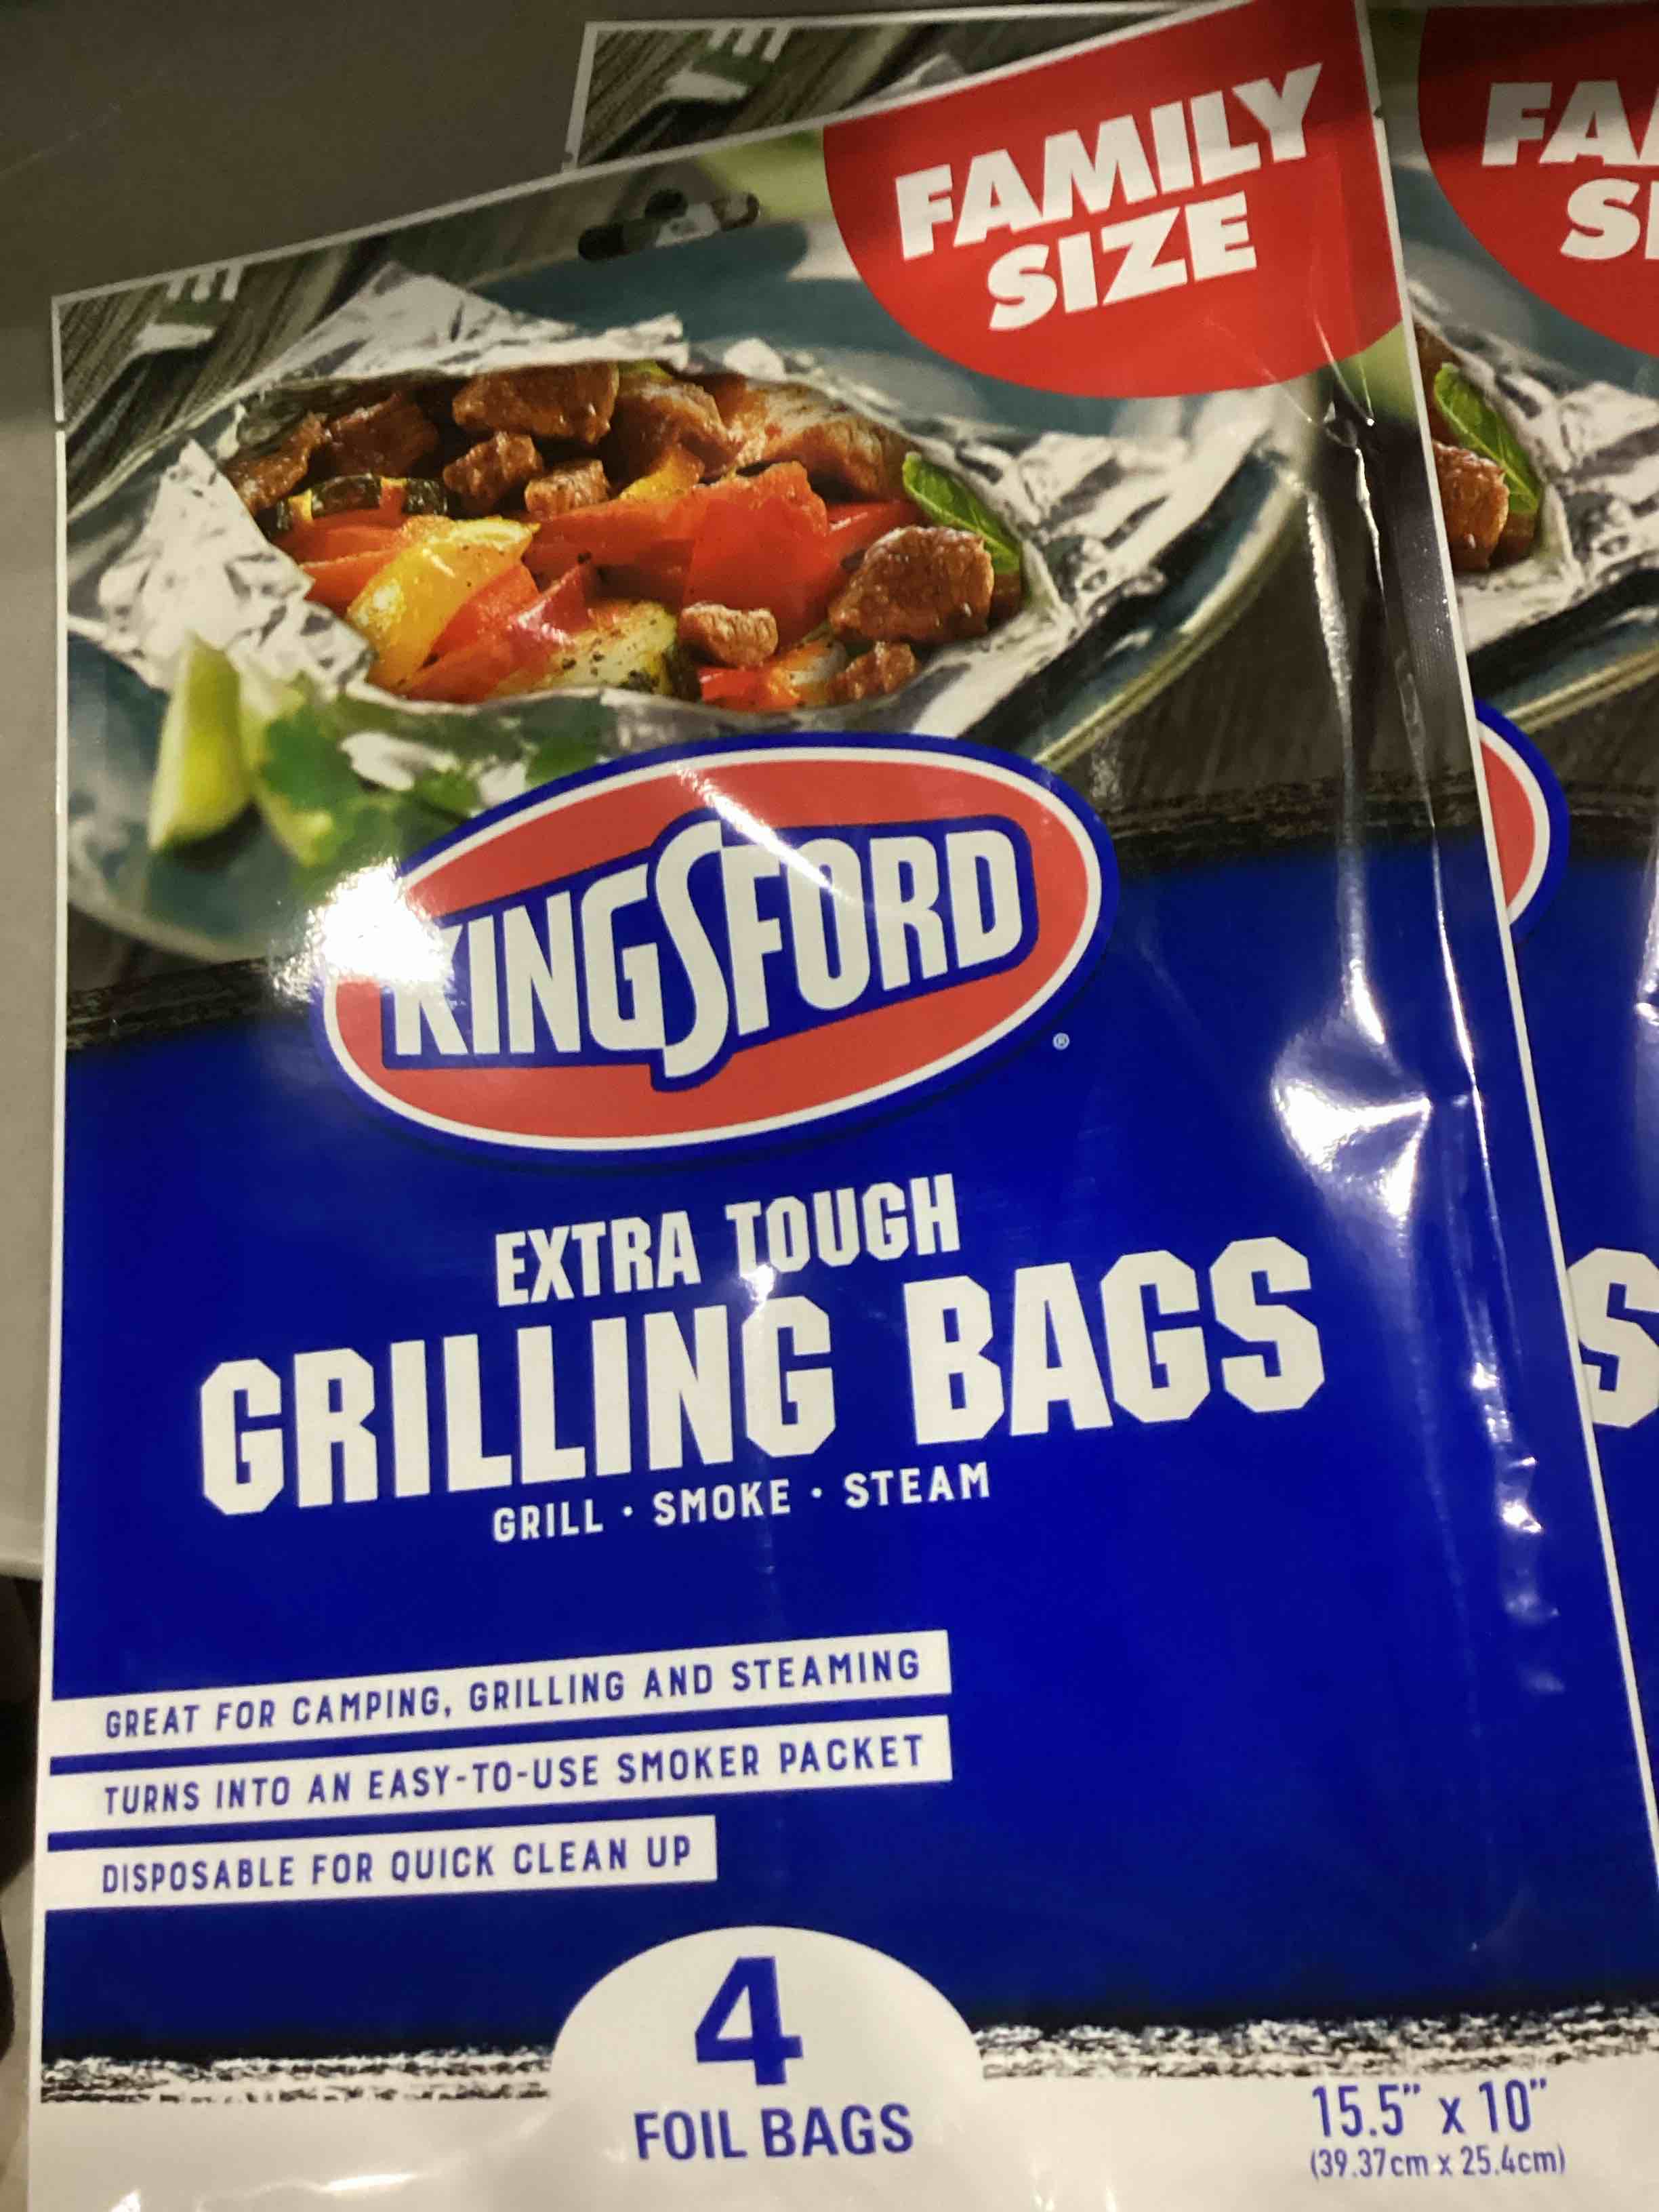 FAMILY
SIZE
KINGSFORD
®
EXTRA TOUGH
GRILLING BAGS
GRILL • SMOKE • STEAM
GREAT FOR CAMPING, GRILLING AND STEAMING
TURNS INTO AN EASY-TO-USE SMOKER PACKET
DISPOSABLE FOR QUICK CLEAN UP
4
FOIL BAGS
15.5” x 10”
(39.37cm x 25.4cm)
FA
SI
S